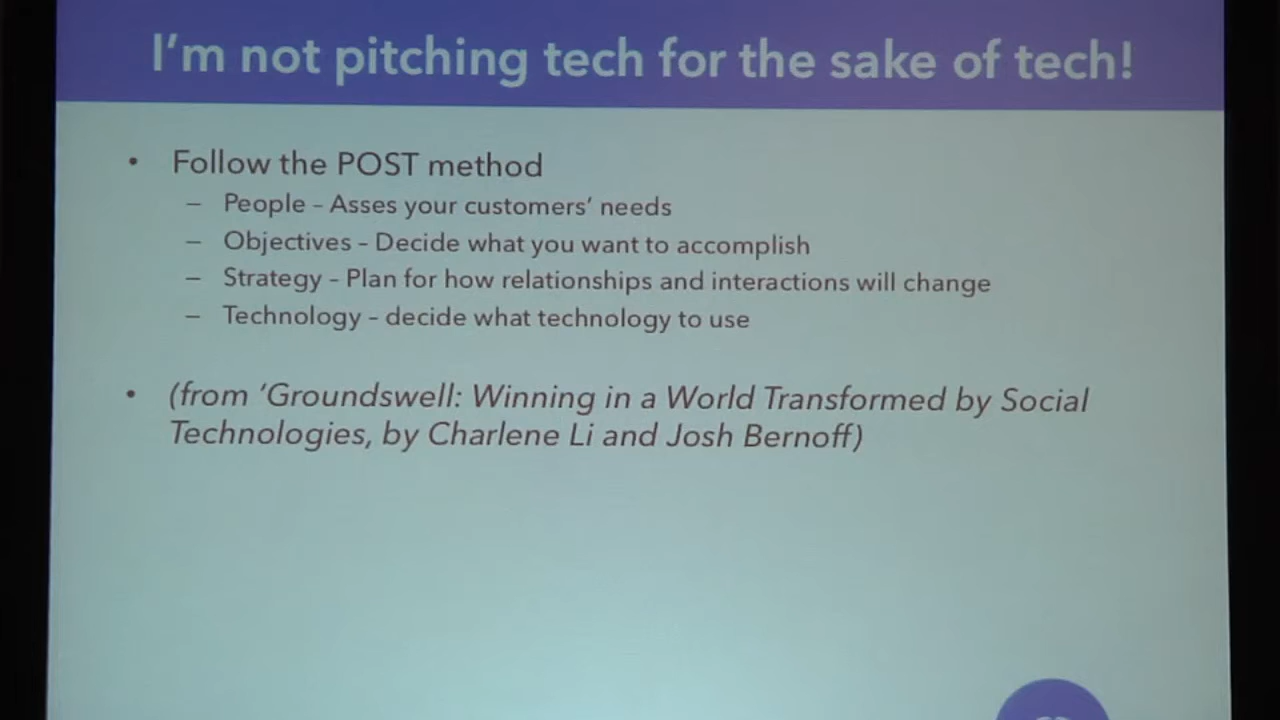 I'm not pitching tech for the sake of tech!
• Follow the POST method
– People – Asses your customers' needs
– Objectives – Decide what you want to accomplish
– Strategy – Plan for how relationships and interactions will change
– Technology – decide what technology to use
• (from 'Groundswell: Winning in a World Transformed by Social
Technologies, by Charlene Li and Josh Bernoff)